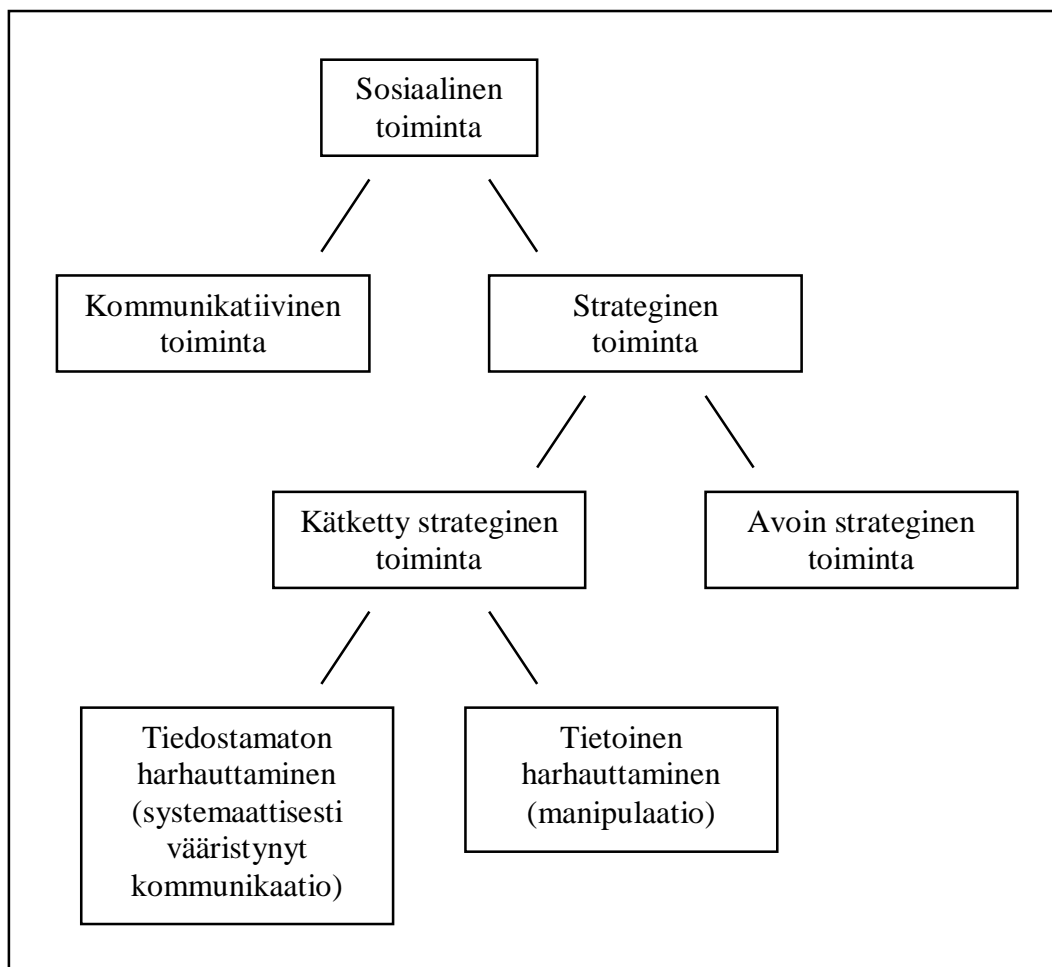 Sosiaalinen
toiminta
Kommunikatiivinen
toiminta
Strateginen
toiminta
Kätketty strateginen
toiminta
Avoin strateginen
toiminta
Tiedostamaton
harhauttaminen
(systemaattisesti
vääristynyt
kommunikaatio)
Tietoinen
harhauttaminen
(manipulaatio)